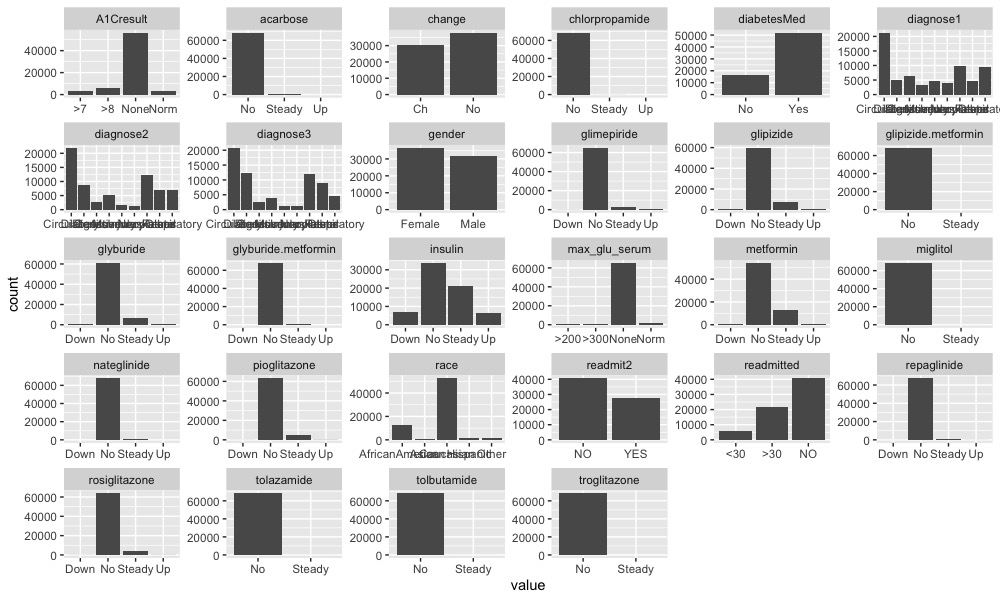 A1Cresult acarbose change chlorpropamide diabetesMed diagnose1
40000 60000 30000 60000 50000 20000
20000 40000 20000 40000 40000 15000
0 20000 10000 20000 30000 10000
0 0 0 20000 5000
10000 0
0
>7 >8 None Norm No Steady Up Ch No No Steady Up No Yes
diagnose2 diagnose3 gender glimepiride glipizide glipizide.metformin
20000 20000 30000 60000 60000 60000
15000 15000 20000 40000 40000 40000
10000 10000 10000 20000 20000 20000
5000 5000 0 0 0 0
0 0
Female Male Down No Steady Up Down No Steady Up No Steady
glyburide glyburide.metformin insulin max_glu_serum metformin miglitol
60000 60000 30000 60000 40000 60000
40000 40000 20000 40000 20000 40000
20000 20000 10000 20000 0 20000
0 0 0 0 0
Down No Steady Up Down No Steady Up Down No Steady Up >200 >300 None Norm Down No Steady Up No Steady
count
nateglinide pioglitazone race readmit2 readmitted repaglinide
60000 60000 40000 40000 40000 60000
40000 40000 20000 30000 30000 40000
20000 20000 0 20000 20000 20000
0 0 10000 10000 0
0 0
Down No Steady Up Down No Steady Up Other NO YES <30 >30 NO Down No Steady Up
rosiglitazone tolazamide tolbutamide troglitazone
60000 60000 60000 60000
40000 40000 40000 40000
20000 20000 20000 20000
0 0 0 0
Down No Steady Up No Steady No Steady No Steady
value